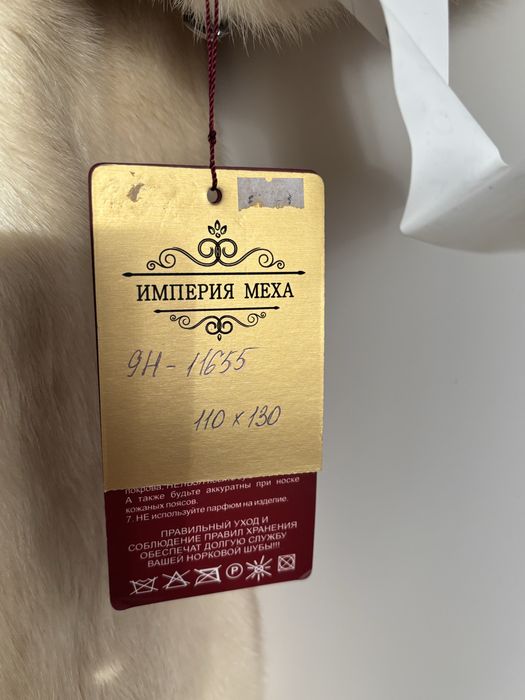 ИМПЕРИЯ МЕХА
9Н - 11655
110 х 130
А также будьте аккуратны при носке
кожаных поясов.
7. НЕ используйте парфюм на изделие.
ПРАВИЛЬНЫЙ УХОД И
СОБЛЮДЕНИЕ ПРАВИЛ ХРАНЕНИЯ
ОБЕСПЕЧАТ ДОЛГУЮ СЛУЖБУ
ВАШЕЙ НОРКОВОЙ ШУБЫ!!!
P